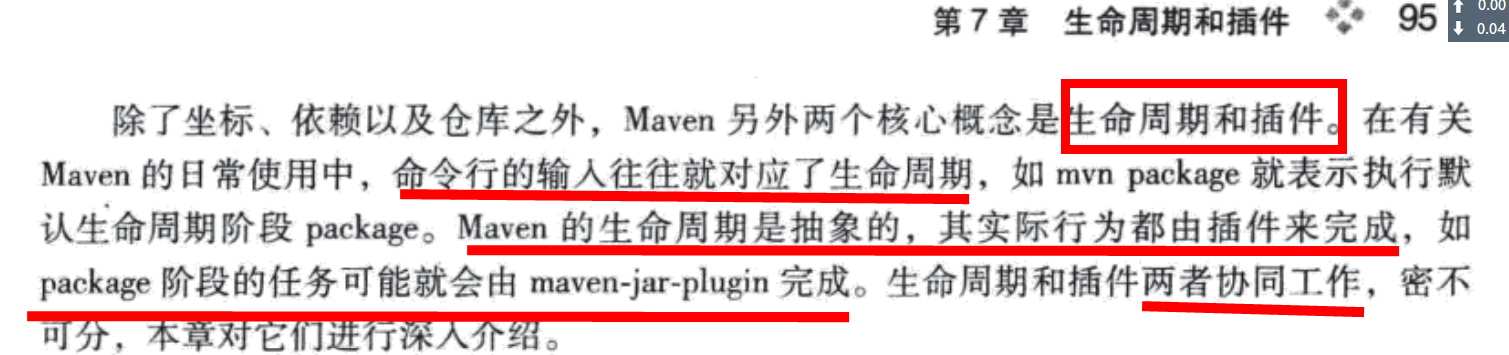 第7章 生命周期和插件 95
0.00
0.04
除了坐标、依赖以及仓库之外，Maven 另外两个核心概念是生命周期和插件。在有关
Maven 的日常使用中，命令行的输入往往就对应了生命周期，如 mvn package 就表示执行默
认生命周期阶段 package。Maven 的生命周期是抽象的，其实际行为都由插件来完成，如
package 阶段的任务可能就会由 maven-jar-plugin 完成。生命周期和插件两者协同工作，密不
可分，本章对它们进行深入介绍。